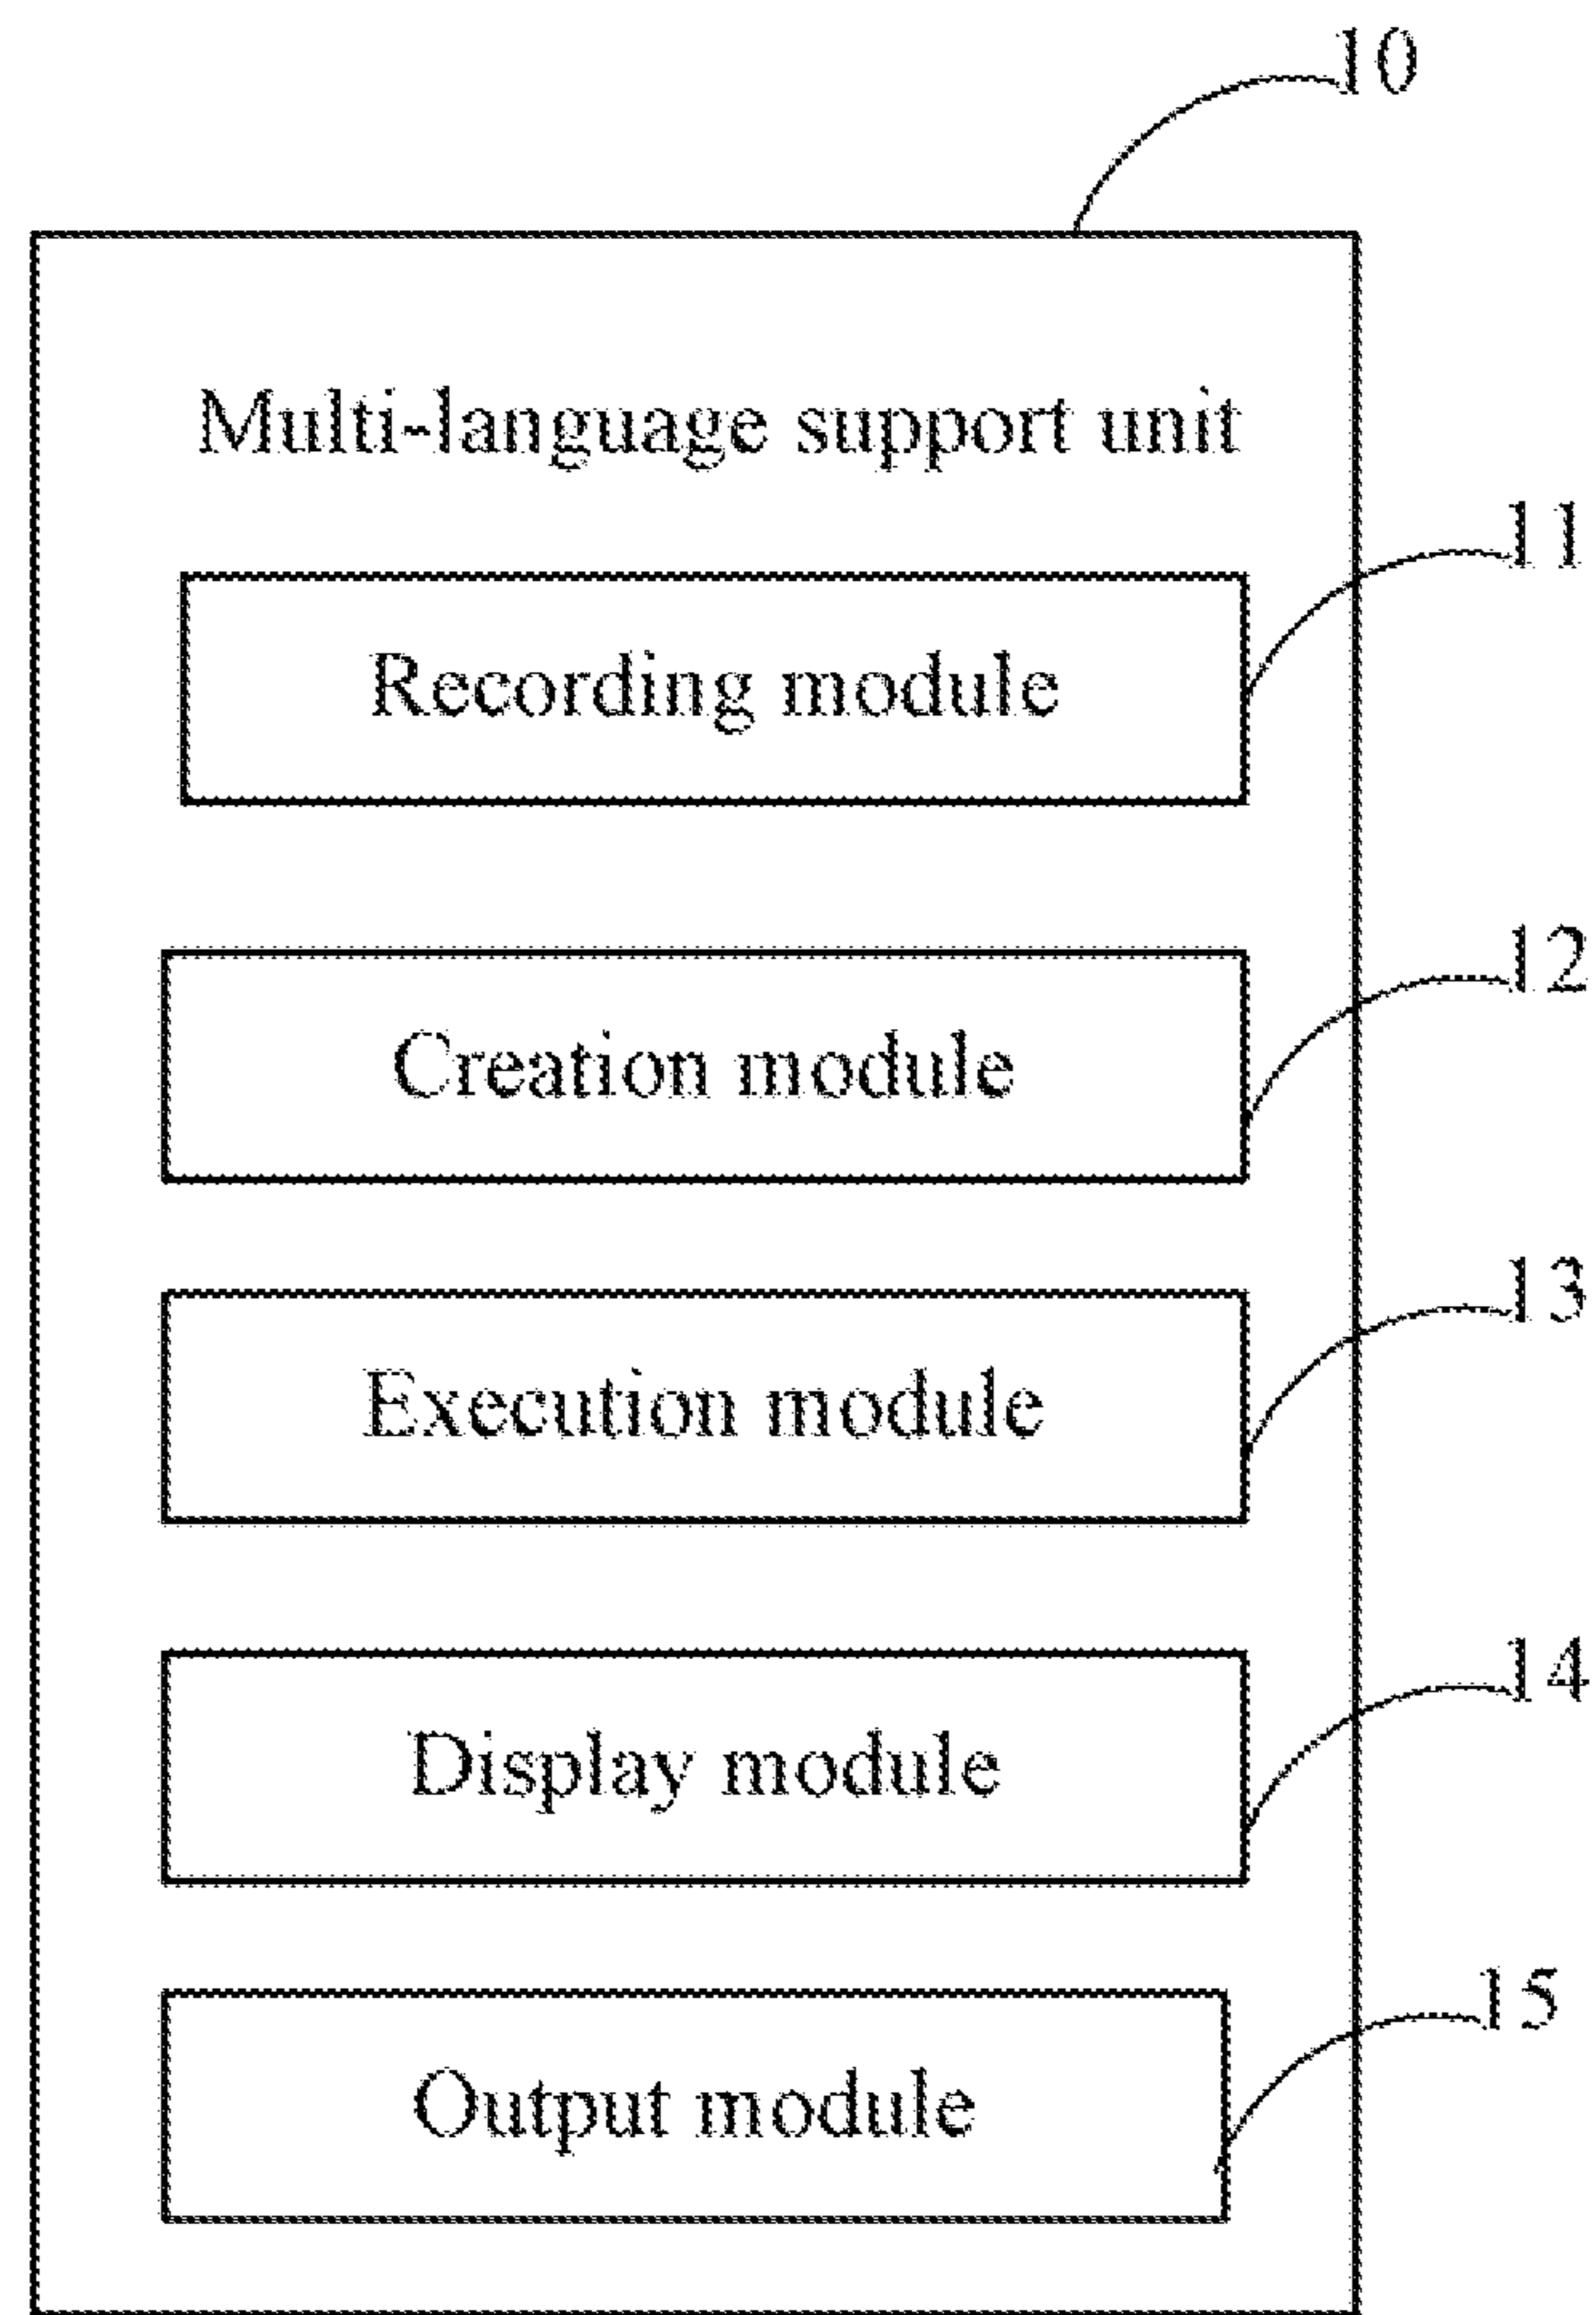 10
Multi-language support unit
11
Recording module
12
Creation module
13
Execution module
14
Display module
15
Output module